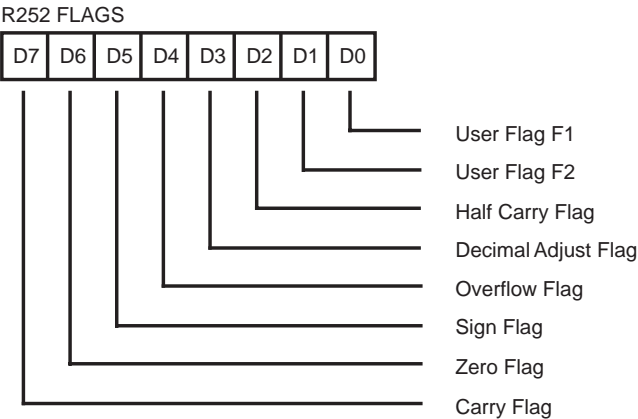 R252 FLAGS
D7 D6 D5 D4 D3 D2 D1 D0
User Flag F1
User Flag F2
Half Carry Flag
Decimal Adjust Flag
Overflow Flag
Sign Flag
Zero Flag
Carry Flag